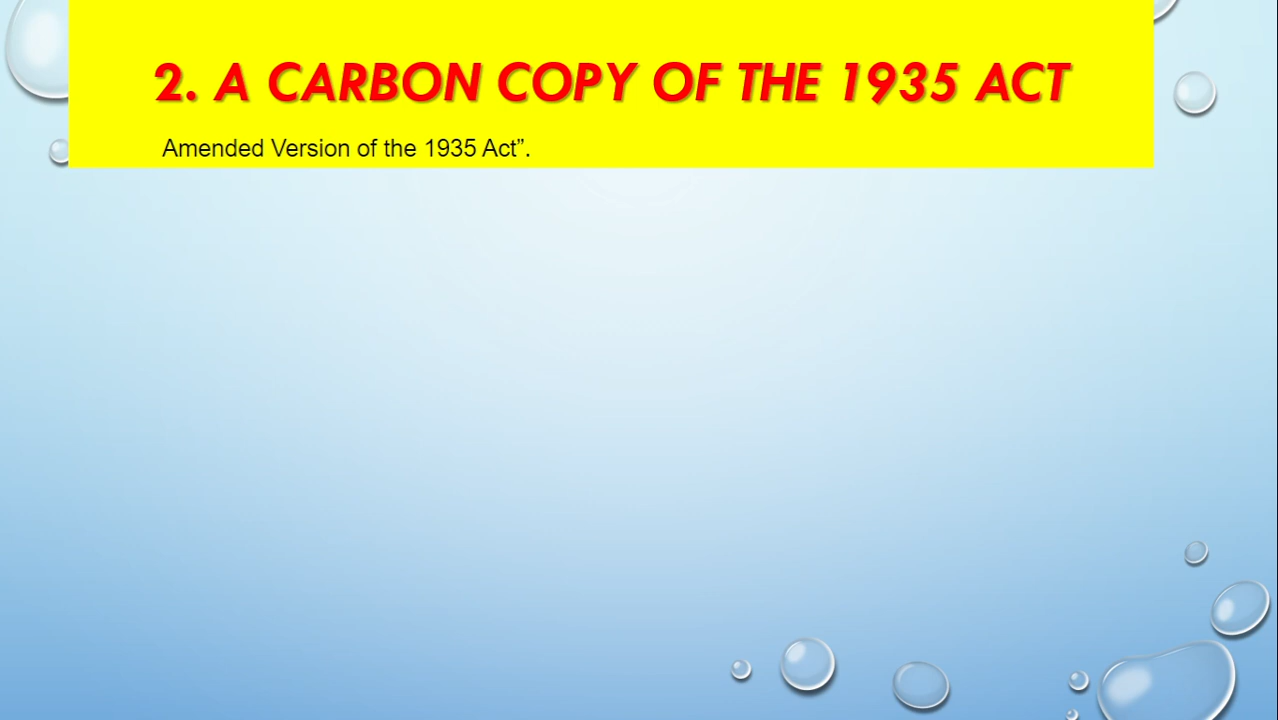 2. A CARBON COPY OF THE 1935 ACT
Amended Version of the 1935 Act”.